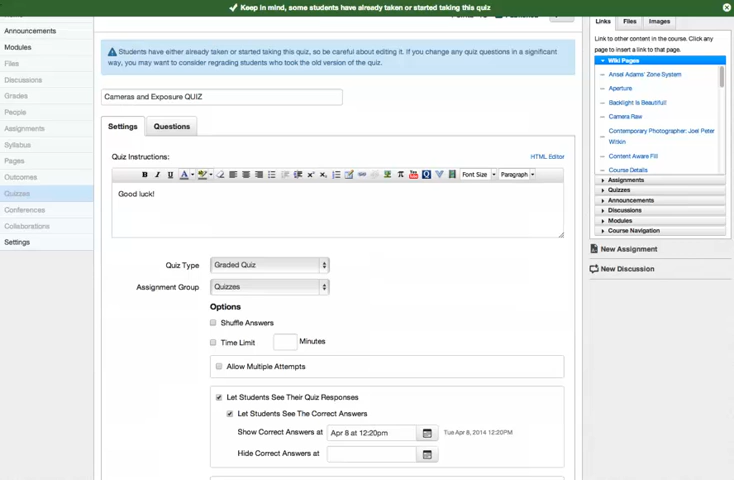 Keep in mind, some students have already taken or started taking this quiz
Announcements
Modules
Files
Discussions
Grades
People
Assignments
Syllabus
Pages
Outcomes
Quizzes
Conferences
Collaborations
Settings
Students have either already taken or started taking this quiz, so be careful about editing it. If you change any quiz questions in a significant
way, you may want to consider regrading students who took the old version of the quiz.
Cameras and Exposure QUIZ
Settings
Questions
Quiz Instructions:
HTML Editor
B I U A
Font Size
Paragraph
Good luck!
Quiz Type
Graded Quiz
Assignment Group
Quizzes
Options
Shuffle Answers
Time Limit
Minutes
Allow Multiple Attempts
Let Students See Their Quiz Responses
Let Students See The Correct Answers
Show Correct Answers at
Apr 8 at 12:20pm
Tue Apr 8, 2014 12:20PM
Hide Correct Answers at
Links
Files
Images
Link to other content in the course. Click any
page to insert a link to that page.
Wiki Pages
Ansel Adams' Zone System
Aperture
Backlight is Beautiful!
Camera Raw
Contemporary Photographer: Joel Peter
Witkin
Content Aware Fill
Course Details
Assignments
Quizzes
Announcements
Discussions
Modules
Course Navigation
New Assignment
New Discussion